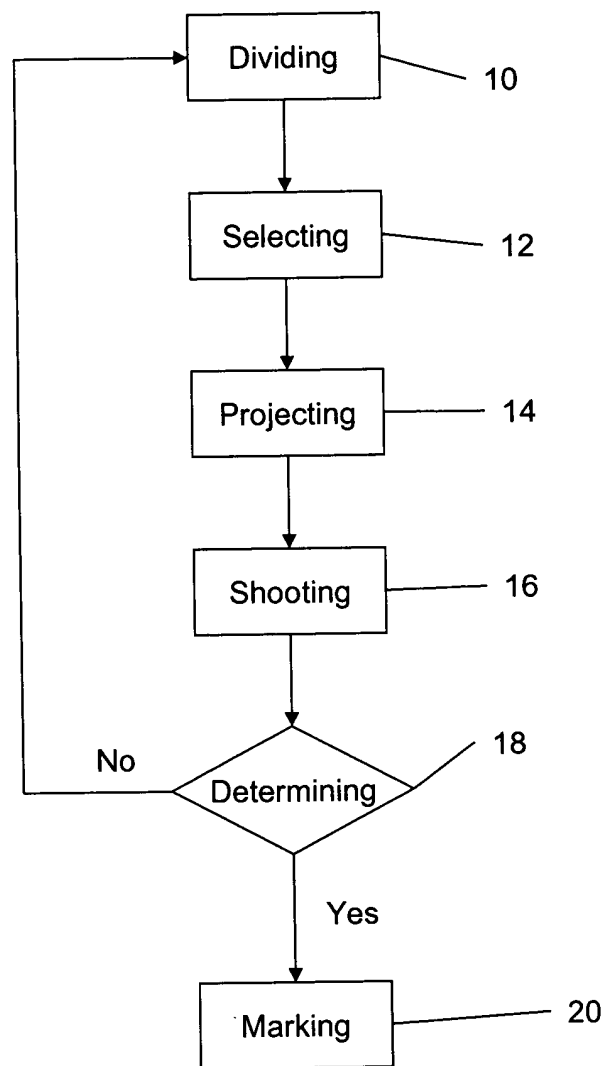 Dividing
10
Selecting
12
Projecting
14
Shooting
16
No
Determining
18
Yes
Marking
20